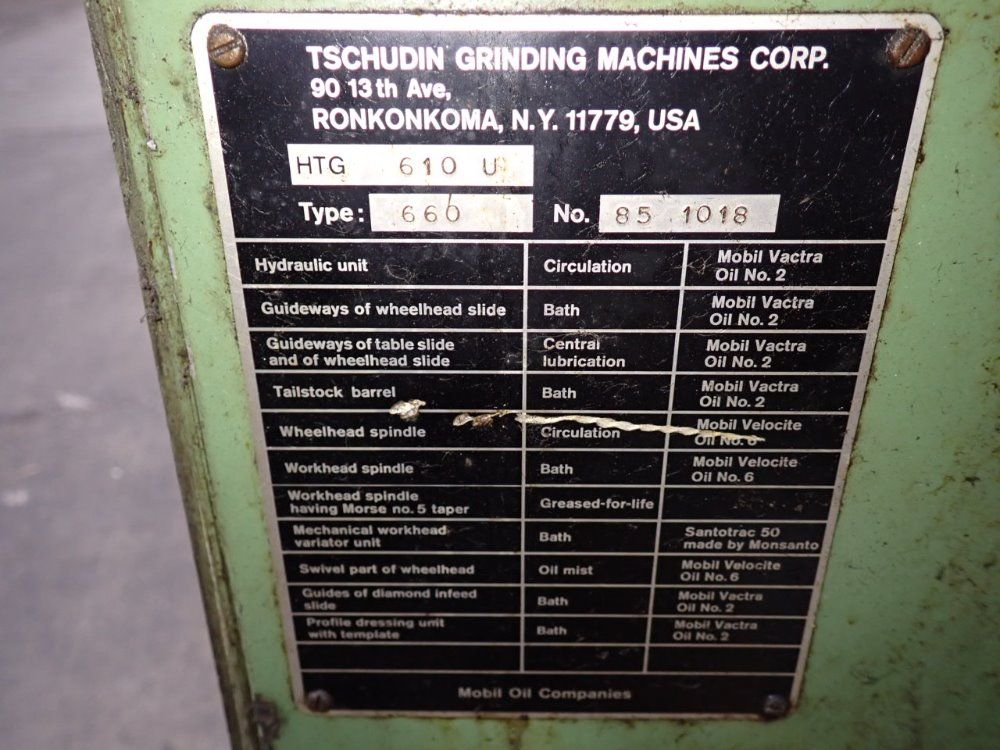 TSCHUDIN GRINDING MACHINES CORP.
90 13th Ave,
RONKONKOMA, N.Y. 11779, USA
HTG 610 U
Type: 660 No. 85 1018
Hydraulic unit Circulation Mobil Vactra
Oil No. 2
Guideways of wheelhead slide Bath Mobil Vactra
Oil No. 2
Guideways of table slide Central Mobil Vactra
and of wheelhead slide lubrication Oil No. 2
Tailstock barrel Bath Mobil Vactra
Oil No. 2
Wheelhead spindle Circulation Mobil Velocite
Oil No. 6
Workhead spindle Bath Mobil Velocite
Oil No. 6
Workhead spindle
having Morse no. 5 taper Greased-for-life
Mechanical workhead Bath Santotrac 50
variator unit made by Monsanto
Swivel part of wheelhead Oil mist Mobil Velocite
Oil No. 6
Guides of diamond infeed Bath Mobil Vactra
slide Oil No. 2
Profile dressing unit Bath Mobil Vactra
with template Oil No. 2
Mobil Oil Companies